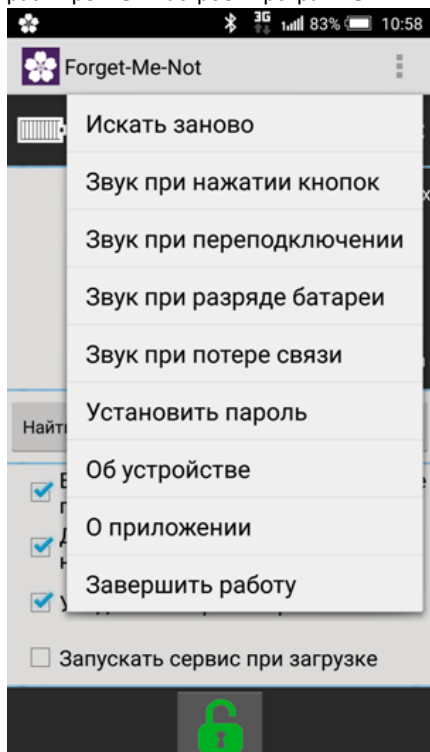 3G 83% 10:58
Forget-Me-Not
Искать заново
Звук при нажатии кнопок
Звук при переподключении
Звук при разряде батареи
Звук при потере связи
Установить пароль
Об устройстве
О приложении
Завершить работу
Запускать сервис при загрузке